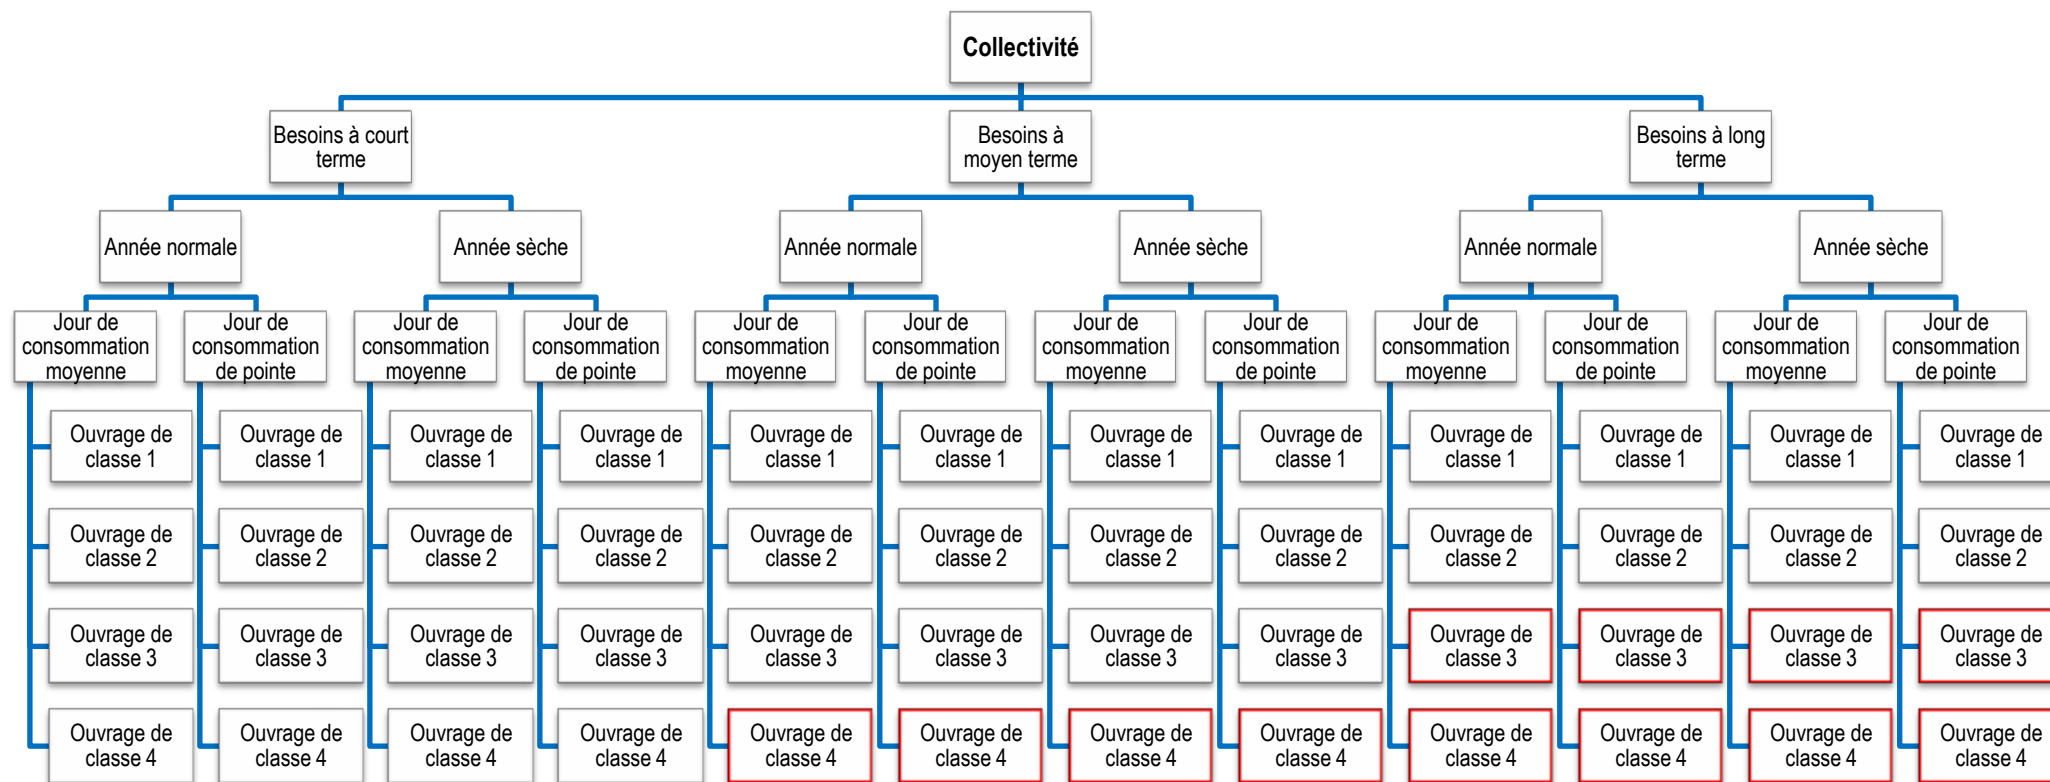 Collectivité
Besoins à court
terme
Besoins à
moyen terme
Besoins à long
terme
Année normale
Année sèche
Année normale
Année sèche
Année normale
Année sèche
Jour de
consommation
moyenne
Jour de
consommation
de pointe
Jour de
consommation
moyenne
Jour de
consommation
de pointe
Jour de
consommation
moyenne
Jour de
consommation
de pointe
Jour de
consommation
moyenne
Jour de
consommation
de pointe
Jour de
consommation
moyenne
Jour de
consommation
de pointe
Jour de
consommation
moyenne
Jour de
consommation
de pointe
Ouvrage de
classe 1
Ouvrage de
classe 1
Ouvrage de
classe 1
Ouvrage de
classe 1
Ouvrage de
classe 1
Ouvrage de
classe 1
Ouvrage de
classe 1
Ouvrage de
classe 1
Ouvrage de
classe 1
Ouvrage de
classe 1
Ouvrage de
classe 1
Ouvrage de
classe 1
Ouvrage de
classe 2
Ouvrage de
classe 2
Ouvrage de
classe 2
Ouvrage de
classe 2
Ouvrage de
classe 2
Ouvrage de
classe 2
Ouvrage de
classe 2
Ouvrage de
classe 2
Ouvrage de
classe 2
Ouvrage de
classe 2
Ouvrage de
classe 2
Ouvrage de
classe 2
Ouvrage de
classe 3
Ouvrage de
classe 3
Ouvrage de
classe 3
Ouvrage de
classe 3
Ouvrage de
classe 3
Ouvrage de
classe 3
Ouvrage de
classe 3
Ouvrage de
classe 3
Ouvrage de
classe 3
Ouvrage de
classe 3
Ouvrage de
classe 3
Ouvrage de
classe 3
Ouvrage de
classe 4
Ouvrage de
classe 4
Ouvrage de
classe 4
Ouvrage de
classe 4
Ouvrage de
classe 4
Ouvrage de
classe 4
Ouvrage de
classe 4
Ouvrage de
classe 4
Ouvrage de
classe 4
Ouvrage de
classe 4
Ouvrage de
classe 4
Ouvrage de
classe 4